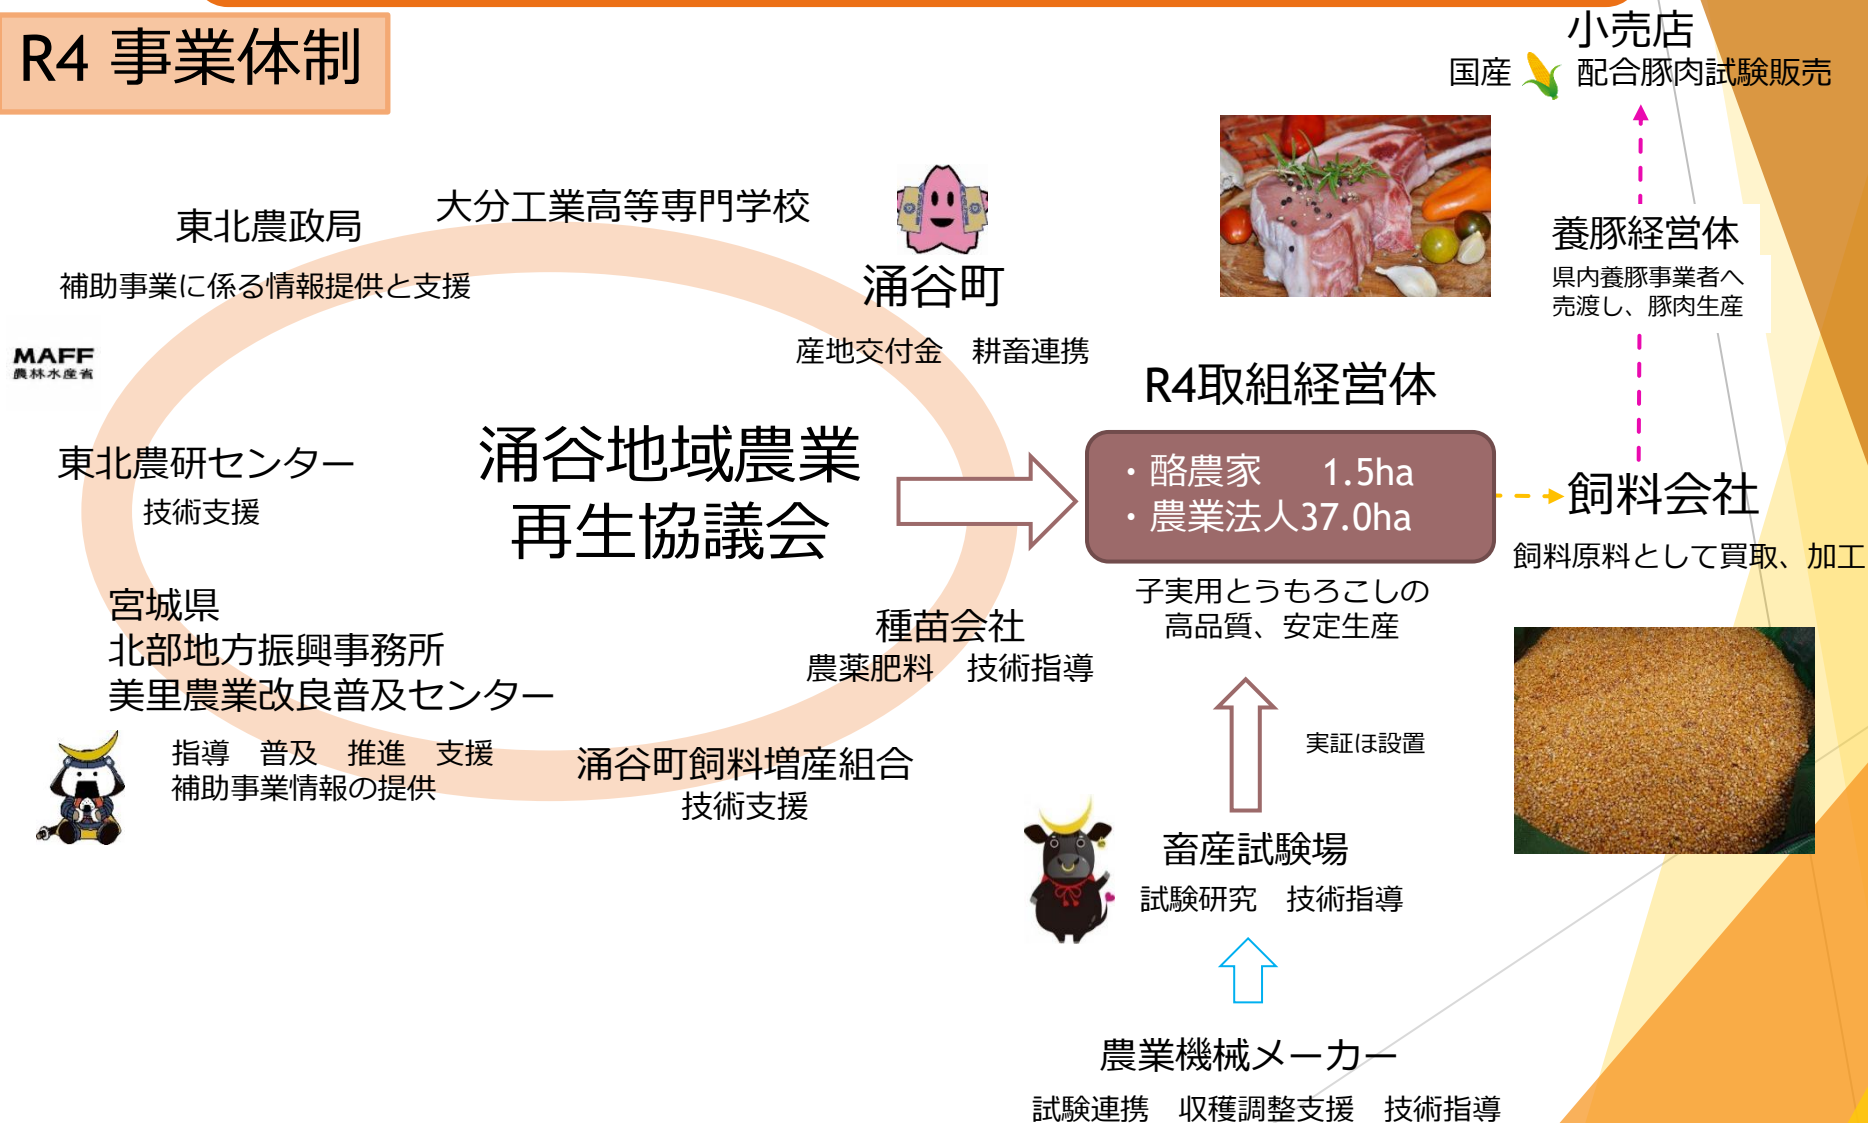 R4 事業体制
小売店
国産 配合豚肉試験販売
東北農政局
補助事業に係る情報提供と支援
大分工業高等専門学校
涌谷町
産地交付金　耕畜連携
養豚経営体
県内養豚事業者へ
売渡し、豚肉生産
MAFF
農林水産省
R4取組経営体
東北農研センター
技術支援
涌谷地域農業
再生協議会
・酪農家　1.5ha
・農業法人37.0ha
飼料会社
飼料原料として買取、加工
子実用とうもろこしの
高品質、安定生産
宮城県
北部地方振興事務所
美里農業改良普及センター
指導　普及　推進　支援
補助事業情報の提供
種苗会社
農薬肥料　技術指導
涌谷町飼料増産組合
技術支援
実証ほ設置
畜産試験場
試験研究　技術指導
農業機械メーカー
試験連携　収穫調整支援　技術指導